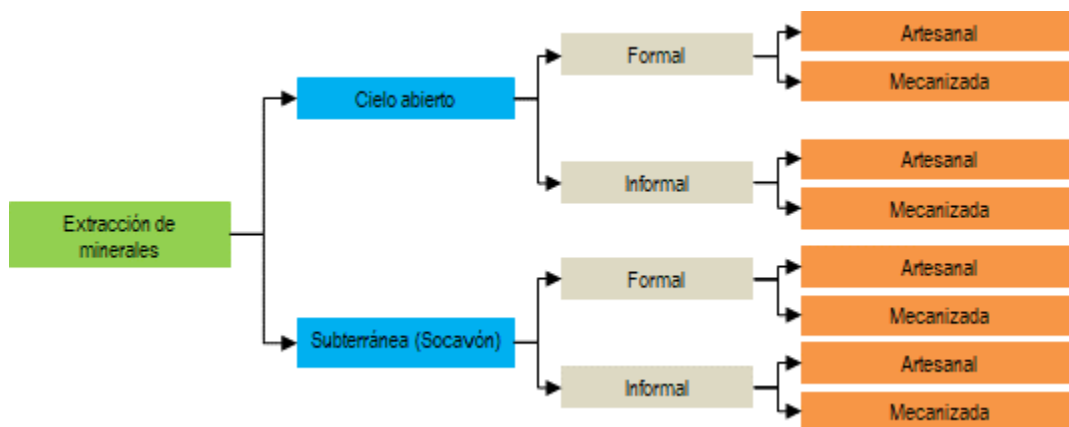 Extracción de
minerales
Cielo abierto
Formal
Artesanal
Mecanizada
Informal
Artesanal
Mecanizada
Subterránea (Socavón)
Formal
Artesanal
Mecanizada
Informal
Artesanal
Mecanizada